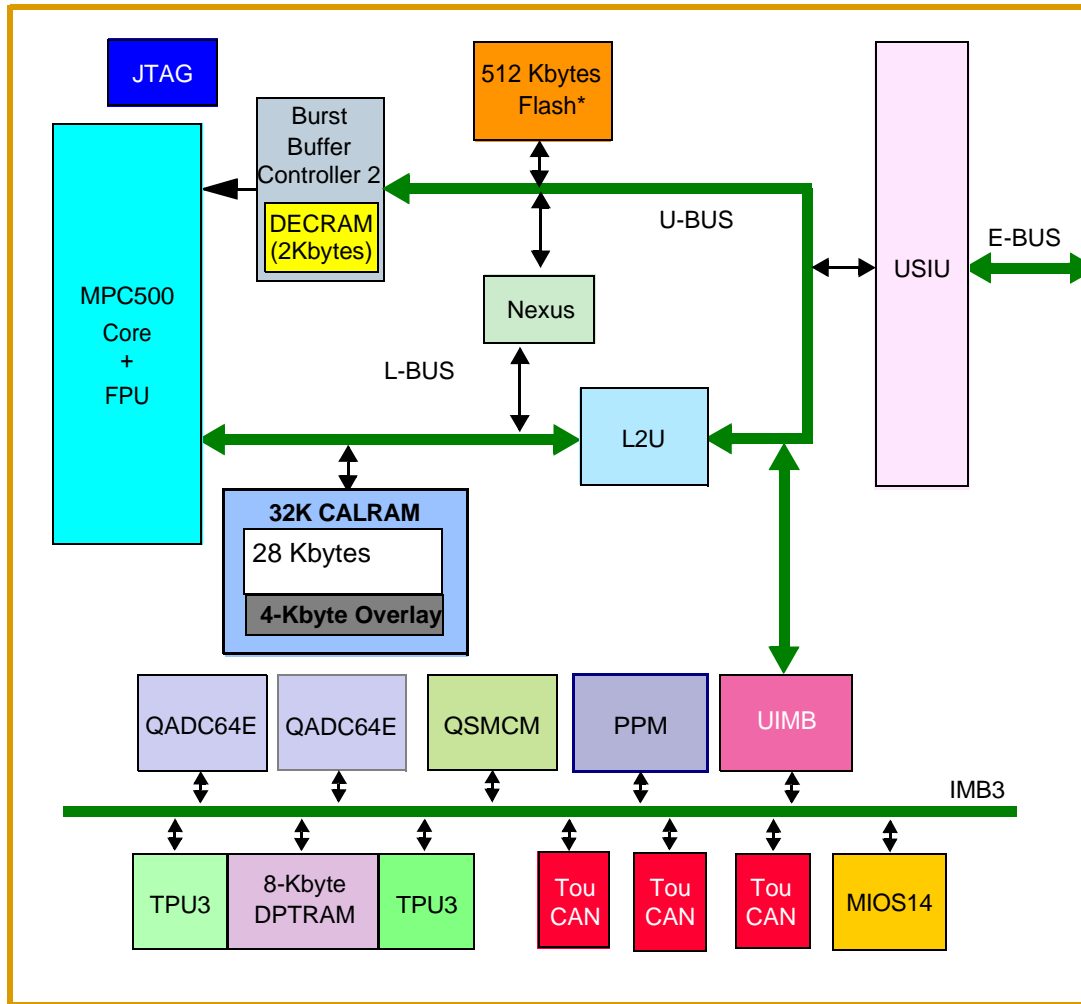 JTAG
512 Kbytes
Flash*
Burst
Buffer
Controller 2
DECRAM
(2Kbytes)
U-BUS
E-BUS
USIU
MPC500
Core
+
FPU
Nexus
L-BUS
L2U
32K CALRAM
28 Kbytes
4-Kbyte Overlay
QADC64E
QADC64E
QSMCM
PPM
UIMB
IMB3
TPU3
8-Kbyte
DPTRAM
TPU3
Tou
CAN
Tou
CAN
Tou
CAN
MIOS14